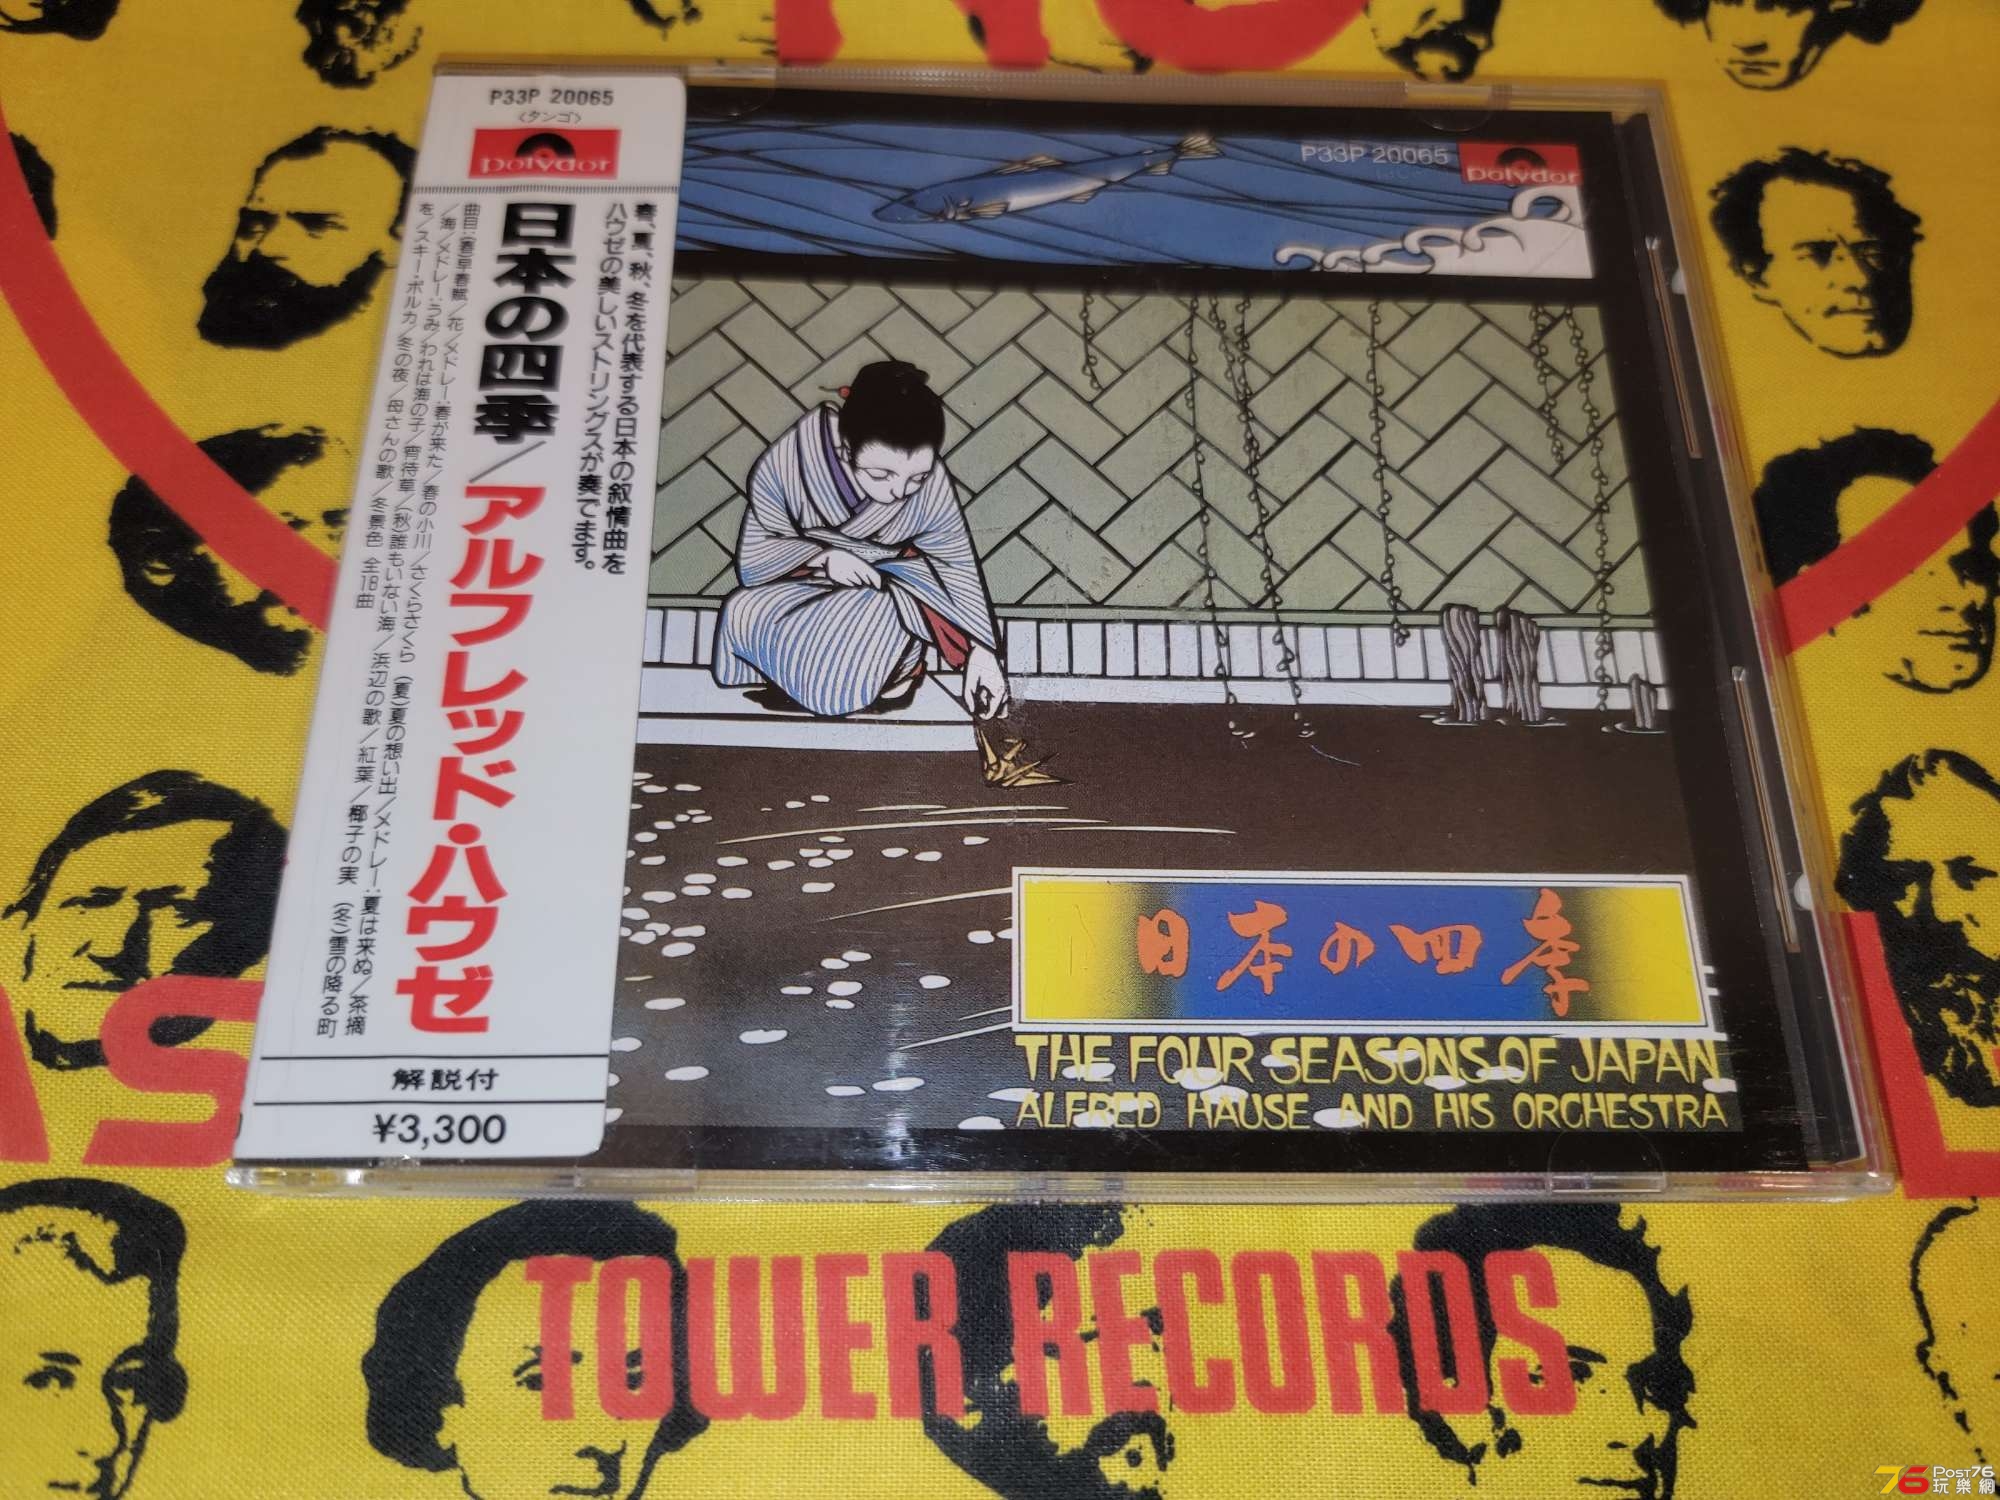 P33P 20065
〈タンゴ〉
polydor
春、夏、秋、冬を代表する日本の叙情曲を
ハウゼの美しいストリングスが奏でます。
日本の四季/アルフレッド・ハウゼ
曲目:(春)早春賦/花/メドレー:春が来た/春の小川/さくらさくら (夏)夏の想い出/メドレー:夏は来ぬ/茶摘
/海/メドレー:うみ/われは海の子/宵待草/(秋)誰もいない海/浜辺の歌/紅葉/椰子の実 (冬)雪の降る町
を/スキー・ポルカ/冬の夜/母さんの歌/冬景色 全18曲
解説付
¥3,300
P33P 20065
polydor
日本の四季
THE FOUR SEASONS OF JAPAN
ALFRED HAUSE AND HIS ORCHESTRA
TOWER RECORDS
76 POST76
玩樂網